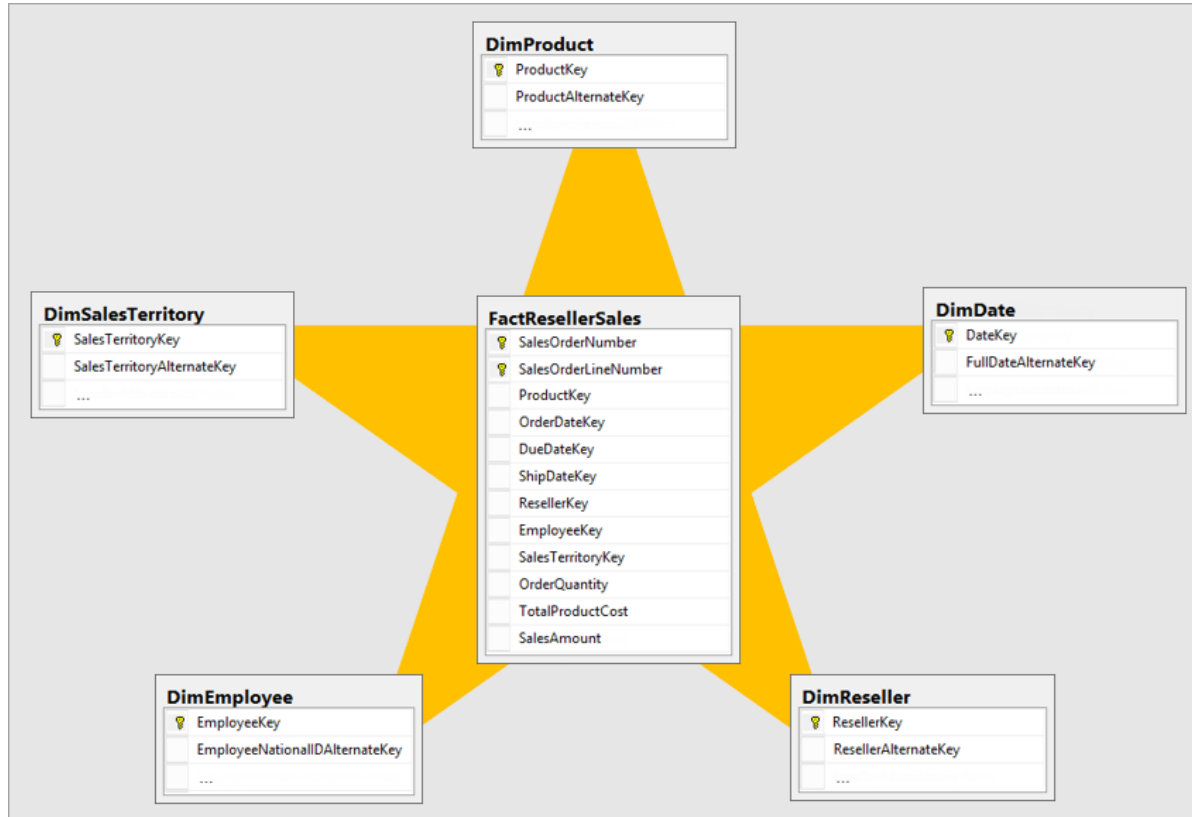 DimProduct
ProductKey
ProductAlternateKey
...
DimSalesTerritory
SalesTerritoryKey
SalesTerritoryAlternateKey
...
FactResellerSales
SalesOrderNumber
SalesOrderLineNumber
ProductKey
OrderDateKey
DueDateKey
ShipDateKey
ResellerKey
EmployeeKey
SalesTerritoryKey
OrderQuantity
TotalProductCost
SalesAmount
DimDate
DateKey
FullDateAlternateKey
...
DimEmployee
EmployeeKey
EmployeeNationalIDAlternateKey
...
DimReseller
ResellerKey
ResellerAlternateKey
...